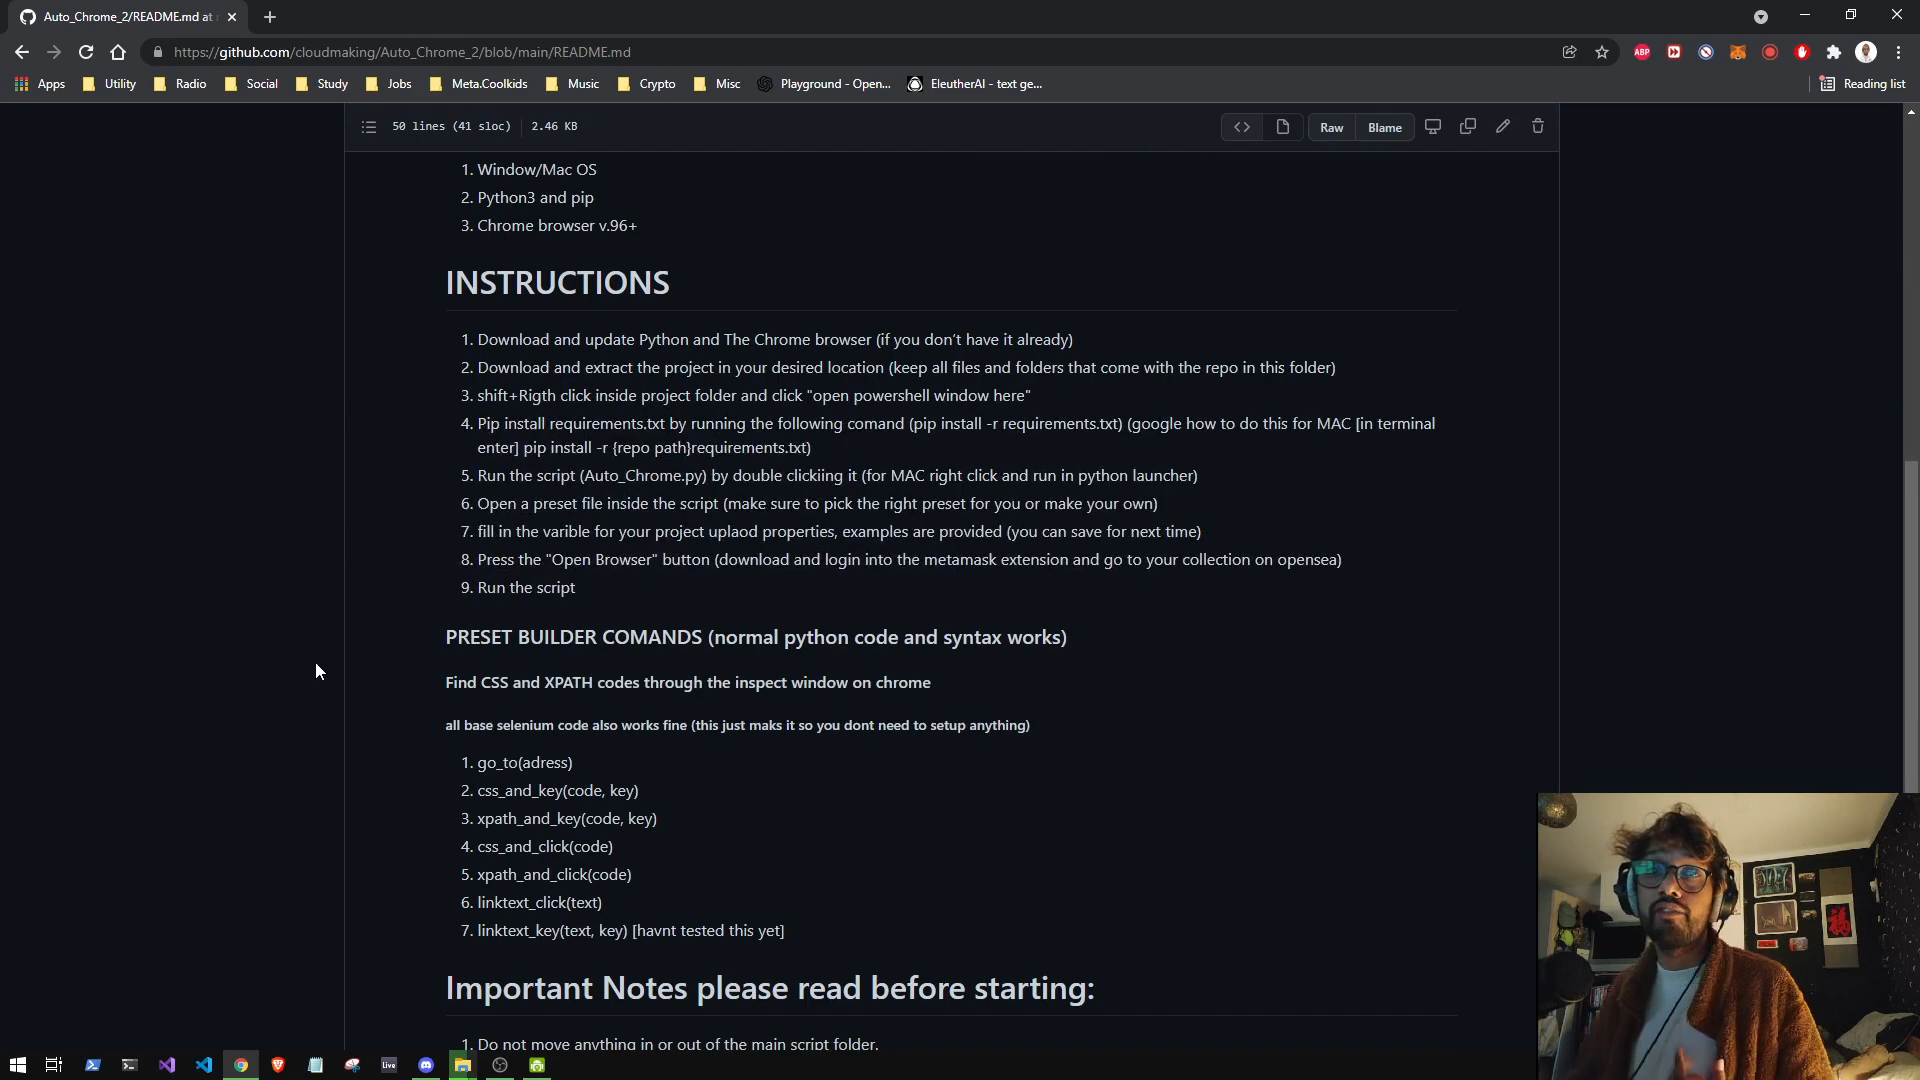 Auto_Chrome_2/README.md at
https://github.com/cloudmaking/Auto_Chrome_2/blob/main/README.md
ABP
Apps Utility Radio Social Study Jobs Meta.Coolkids Music Crypto Misc Playground - Open... EleutherAI - text ge... Reading list
50 lines (41 sloc) 2.46 KB Raw Blame
1. Window/Mac OS
2. Python3 and pip
3. Chrome browser v.96+
INSTRUCTIONS
1. Download and update Python and The Chrome browser (if you don't have it already)
2. Download and extract the project in your desired location (keep all files and folders that come with the repo in this folder)
3. shift+Rigth click inside project folder and click "open powershell window here"
4. Pip install requirements.txt by running the following comand (pip install -r requirements.txt) (google how to do this for MAC [in terminal
enter] pip install -r {repo path}requirements.txt)
5. Run the script (Auto_Chrome.py) by double clickiing it (for MAC right click and run in python launcher)
6. Open a preset file inside the script (make sure to pick the right preset for you or make your own)
7. fill in the varible for your project uplaod properties, examples are provided (you can save for next time)
8. Press the "Open Browser" button (download and login into the metamask extension and go to your collection on opensea)
9. Run the script
PRESET BUILDER COMANDS (normal python code and syntax works)
Find CSS and XPATH codes through the inspect window on chrome
all base selenium code also works fine (this just maks it so you dont need to setup anything)
1. go_to(adress)
2. css_and_key(code, key)
3. xpath_and_key(code, key)
4. css_and_click(code)
5. xpath_and_click(code)
6. linktext_click(text)
7. linktext_key(text, key) [havnt tested this yet]
Important Notes please read before starting:
1. Do not move anything in or out of the main script folder.
Live
福